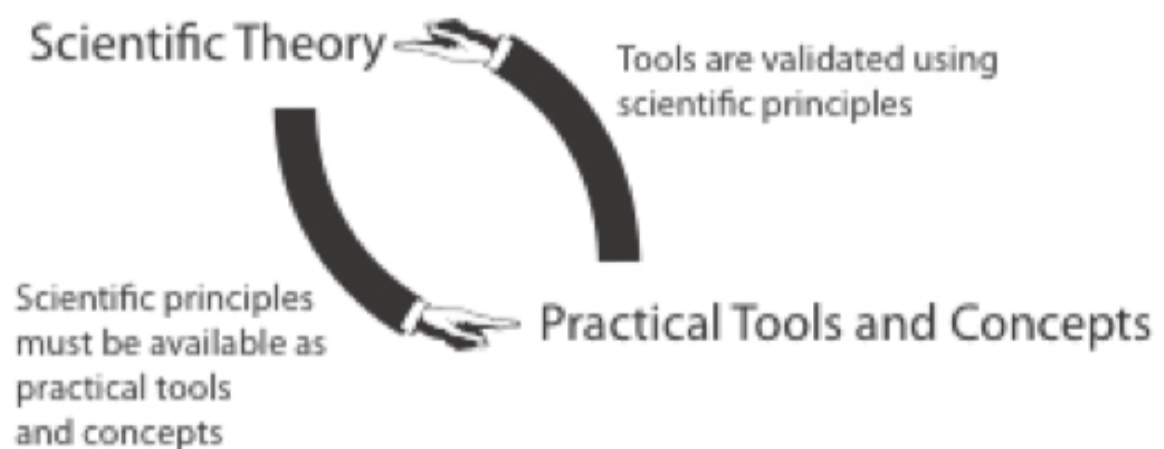 Scientific Theory
Tools are validated using
scientific principles
Scientific principles
must be available as
practical tools
and concepts
Practical Tools and Concepts